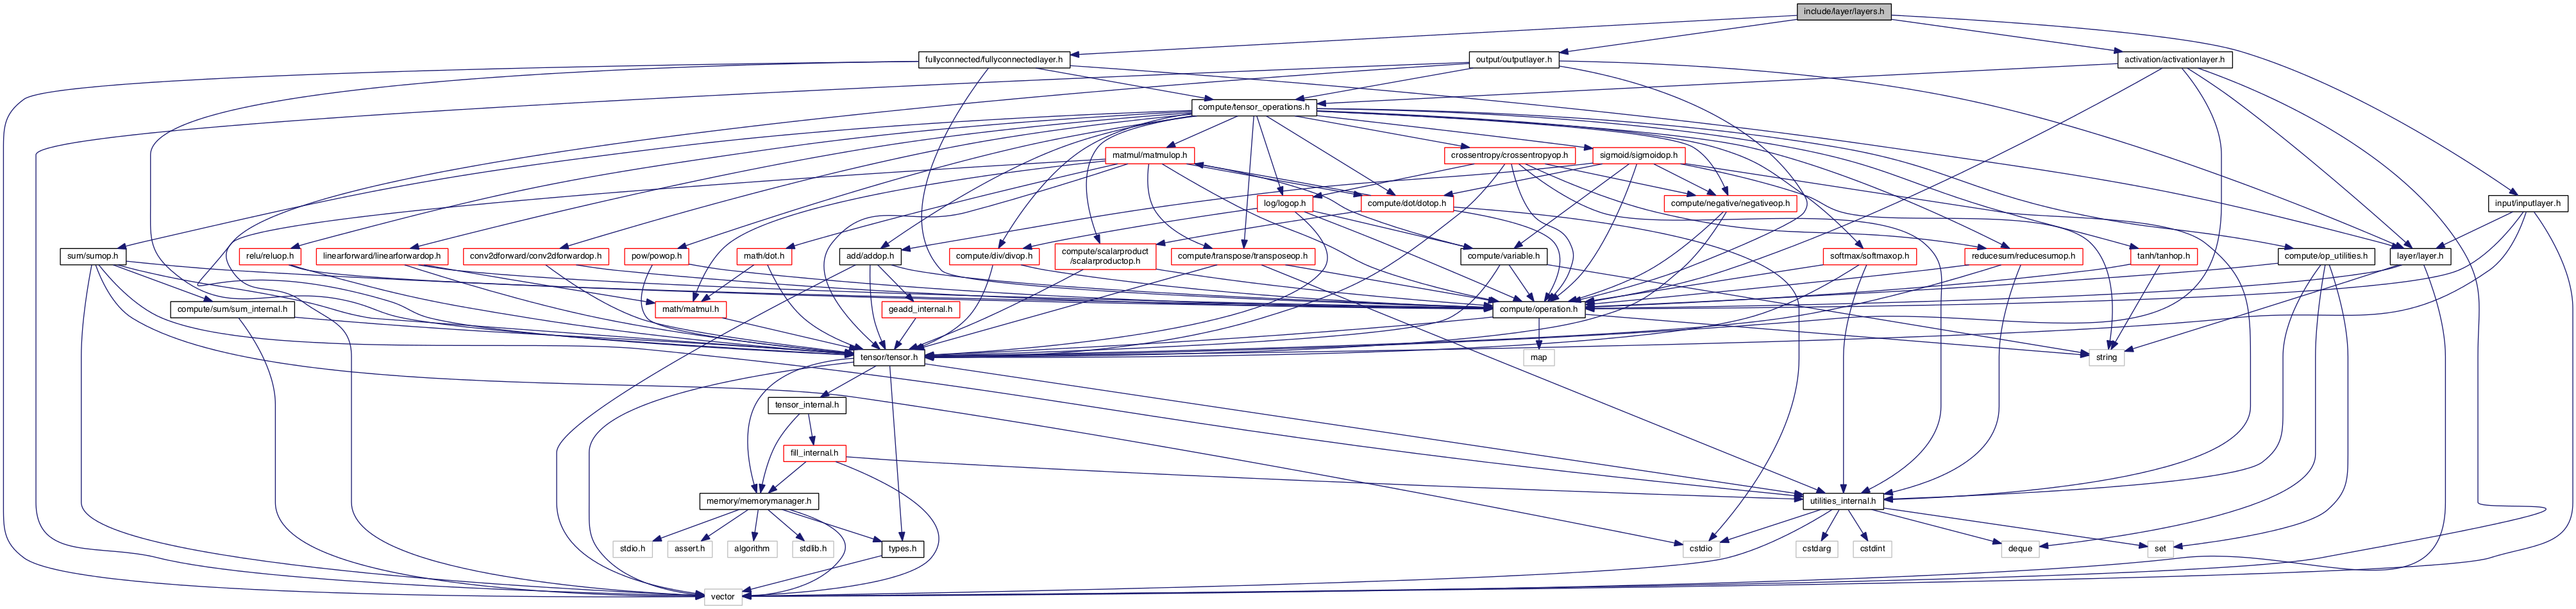 include/layer/layers.h
fullyconnected/fullyconnectedlayer.h
output/outputlayer.h
activation/activationlayer.h
compute/tensor_operations.h
matmul/matmulop.h
crossentropy/crossentropyop.h
sigmoid/sigmoidop.h
log/logop.h
compute/dot/dotop.h
compute/negative/negativeop.h
input/inputlayer.h
sum/sumop.h
relu/reluop.h
linearforward/linearforwardop.h
conv2dforward/conv2dforwardop.h
pow/powop.h
math/dot.h
add/addop.h
compute/div/divop.h
compute/scalarproduct
/scalarproductop.h
compute/transpose/transposeop.h
compute/variable.h
softmax/softmaxop.h
reducesum/reducesumop.h
tanh/tanhop.h
compute/op_utilities.h
layer/layer.h
compute/sum/sum_internal.h
math/matmul.h
geadd_internal.h
compute/operation.h
tensor/tensor.h
map
string
tensor_internal.h
fill_internal.h
memory/memorymanager.h
utilities_internal.h
stdio.h
assert.h
algorithm
stdlib.h
types.h
cstdio
cstdarg
cstdint
deque
set
vector